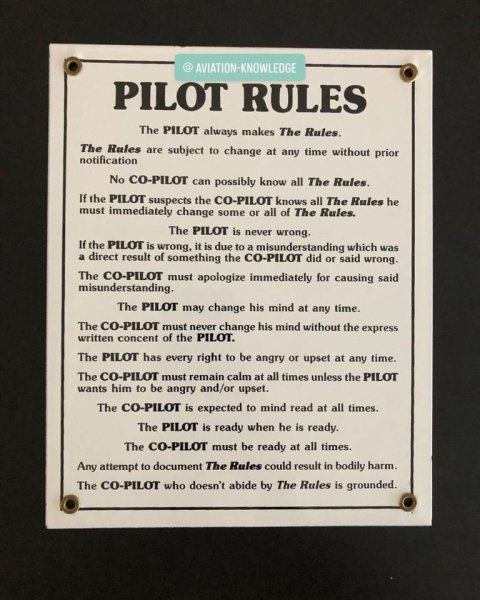 @ AVIATION-KNOWLEDGE
PILOT RULES
The PILOT always makes The Rules.
The Rules are subject to change at any time without prior
notification
No CO-PILOT can possibly know all The Rules.
If the PILOT suspects the CO-PILOT knows all The Rules he
must immediately change some or all of The Rules.
The PILOT is never wrong.
If the PILOT is wrong, it is due to a misunderstanding which was
a direct result of something the CO-PILOT did or said wrong.
The CO-PILOT must apologize immediately for causing said
misunderstanding.
The PILOT may change his mind at any time.
The CO-PILOT must never change his mind without the express
written concent of the PILOT.
The PILOT has every right to be angry or upset at any time.
The CO-PILOT must remain calm at all times unless the PILOT
wants him to be angry and/or upset.
The CO-PILOT is expected to mind read at all times.
The PILOT is ready when he is ready.
The CO-PILOT must be ready at all times.
Any attempt to document The Rules could result in bodily harm.
The CO-PILOT who doesn't abide by The Rules is grounded.